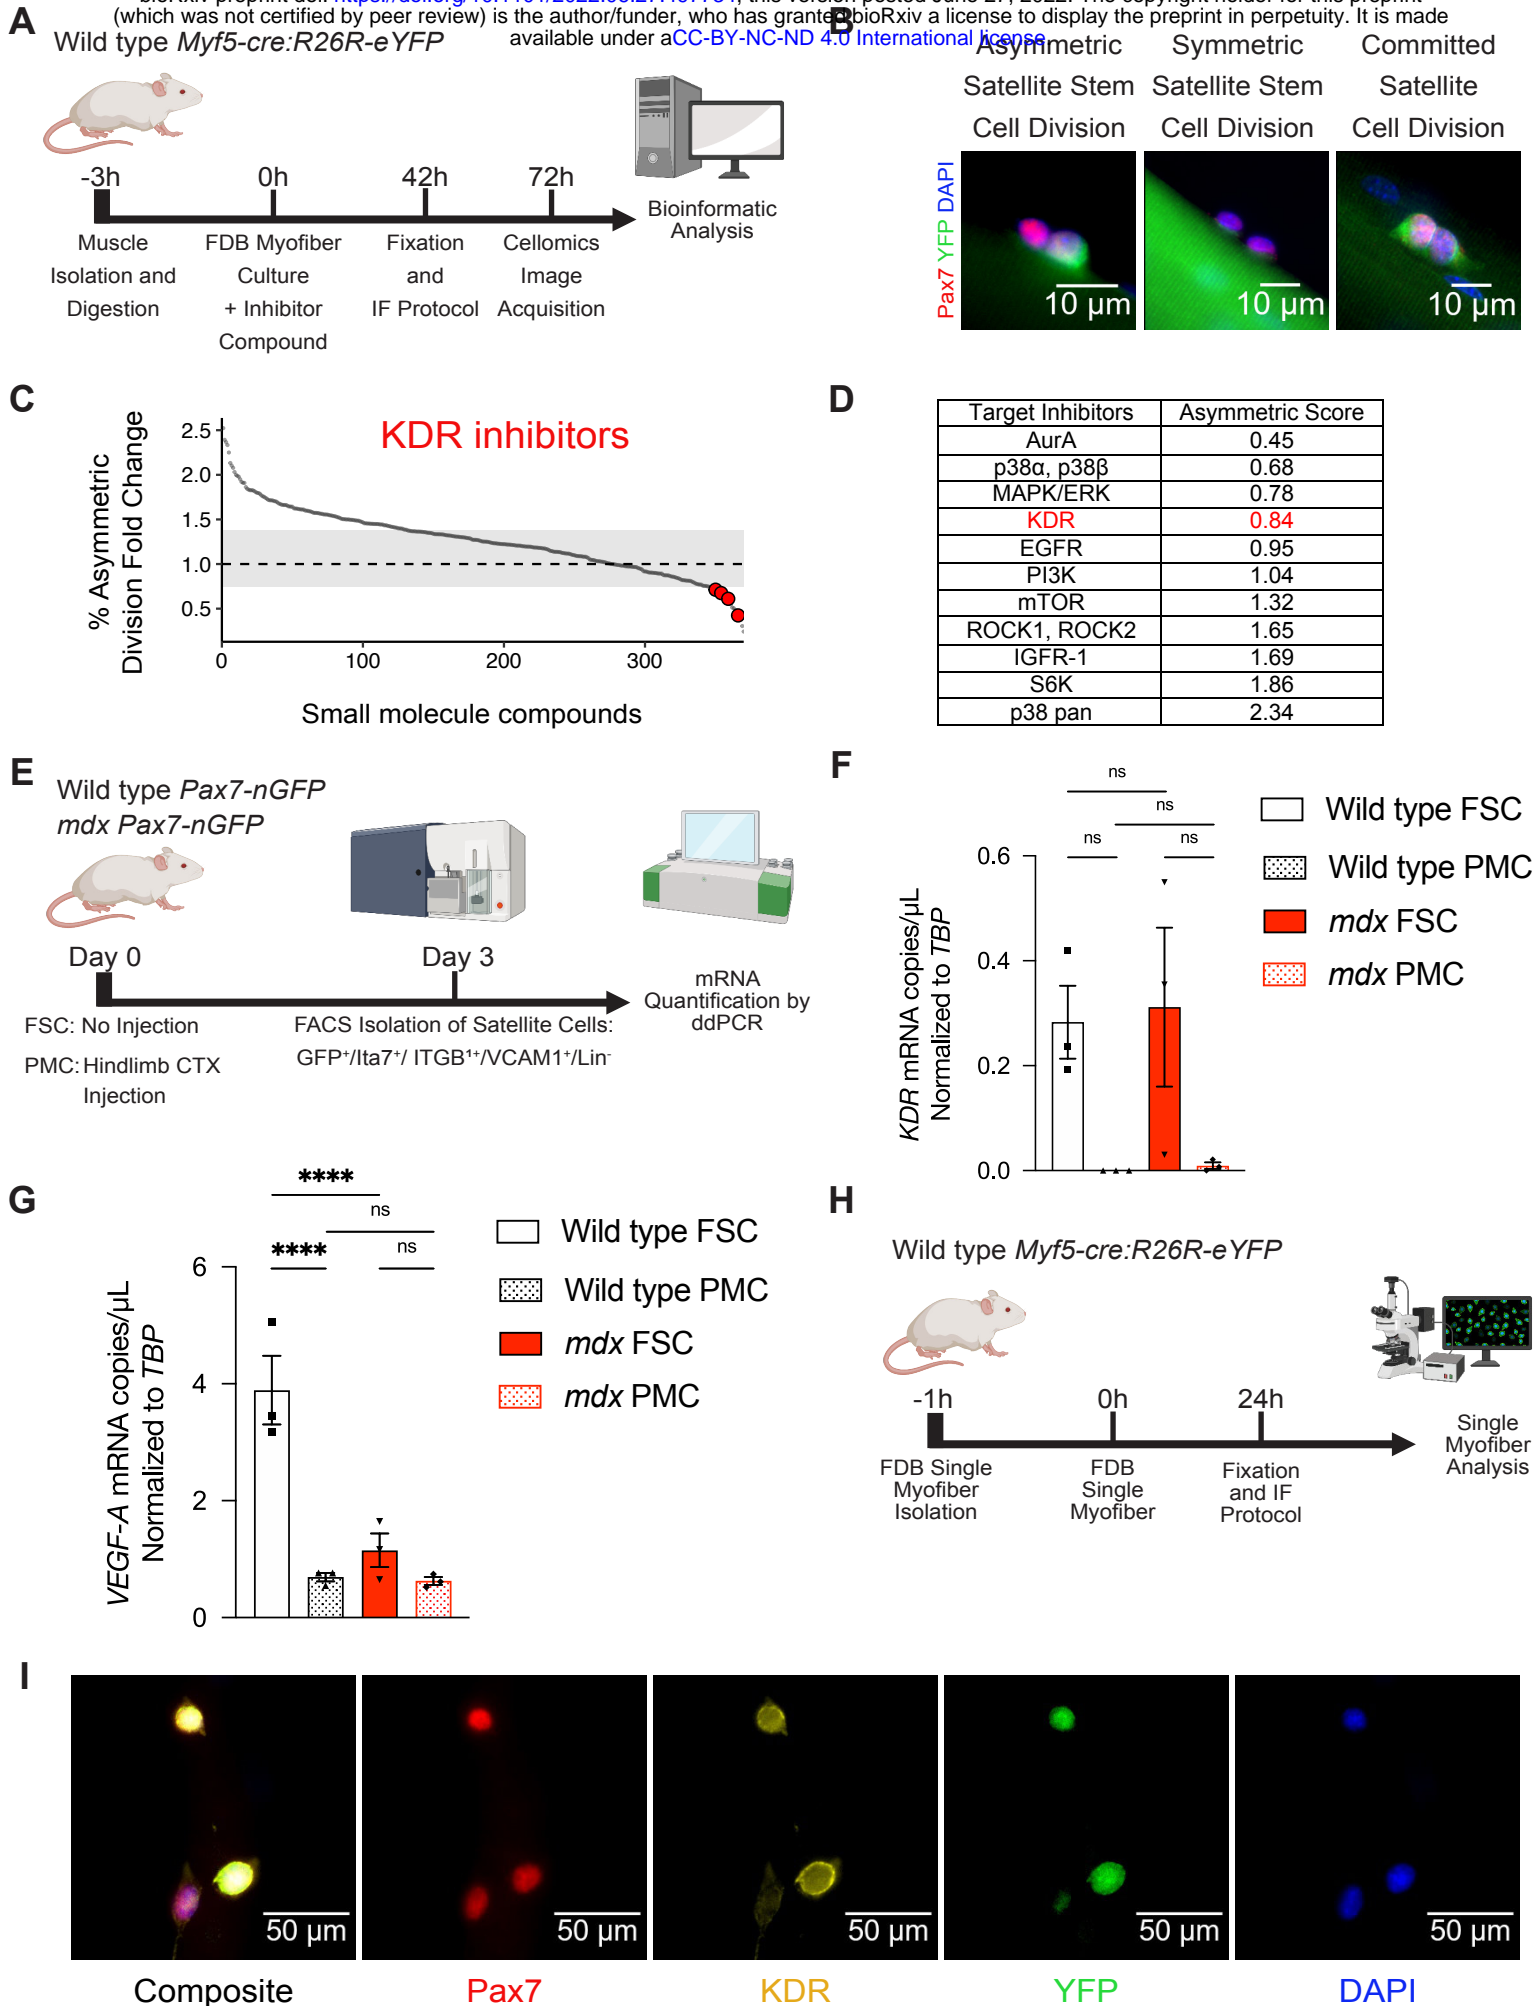 (which was not certified by peer review) is the author/funder, who has granted bioRxiv a license to display the preprint in perpetuity. It is made
available under aCC-BY-NC-ND 4.0 International license.
A
Wild type Myf5-cre:R26R-eYFP
-3h
0h
42h
72h
Muscle
Isolation and
Digestion
FDB Myofiber
Culture
+ Inhibitor
Compound
Fixation
and
IF Protocol
Cellomics
Image
Acquisition
Bioinformatic
Analysis
B
Asymmetric
Satellite Stem
Cell Division
Symmetric
Satellite Stem
Cell Division
Committed
Satellite
Cell Division
Pax7 YFP DAPI
10 µm
10 µm
10 µm
C
% Asymmetric
Division Fold Change
KDR inhibitors
2.5
2.0
1.5
1.0
0.5
0
100
200
300
Small molecule compounds
D
Target Inhibitors Asymmetric Score
AurA 0.45
p38α, p38β 0.68
MAPK/ERK 0.78
KDR 0.84
EGFR 0.95
PI3K 1.04
mTOR 1.32
ROCK1, ROCK2 1.65
IGFR-1 1.69
S6K 1.86
p38 pan 2.34
E
Wild type Pax7-nGFP
mdx Pax7-nGFP
Day 0
Day 3
FSC: No Injection
PMC: Hindlimb CTX
Injection
FACS Isolation of Satellite Cells:
GFP⁺/Ita7⁺/ ITGB¹⁺/VCAM1⁺/Lin⁻
mRNA
Quantification by
ddPCR
F
KDR mRNA copies/µL
Normalized to TBP
ns
ns
ns
ns
0.6
0.4
0.2
0.0
Wild type FSC
Wild type PMC
mdx FSC
mdx PMC
G
VEGF-A mRNA copies/µL
Normalized to TBP
****
ns
****
ns
6
4
2
0
Wild type FSC
Wild type PMC
mdx FSC
mdx PMC
H
Wild type Myf5-cre:R26R-eYFP
-1h
0h
24h
FDB Single
Myofiber
Isolation
FDB
Single
Myofiber
Fixation
and IF
Protocol
Single
Myofiber
Analysis
I
50 µm
50 µm
50 µm
50 µm
50 µm
Composite
Pax7
KDR
YFP
DAPI